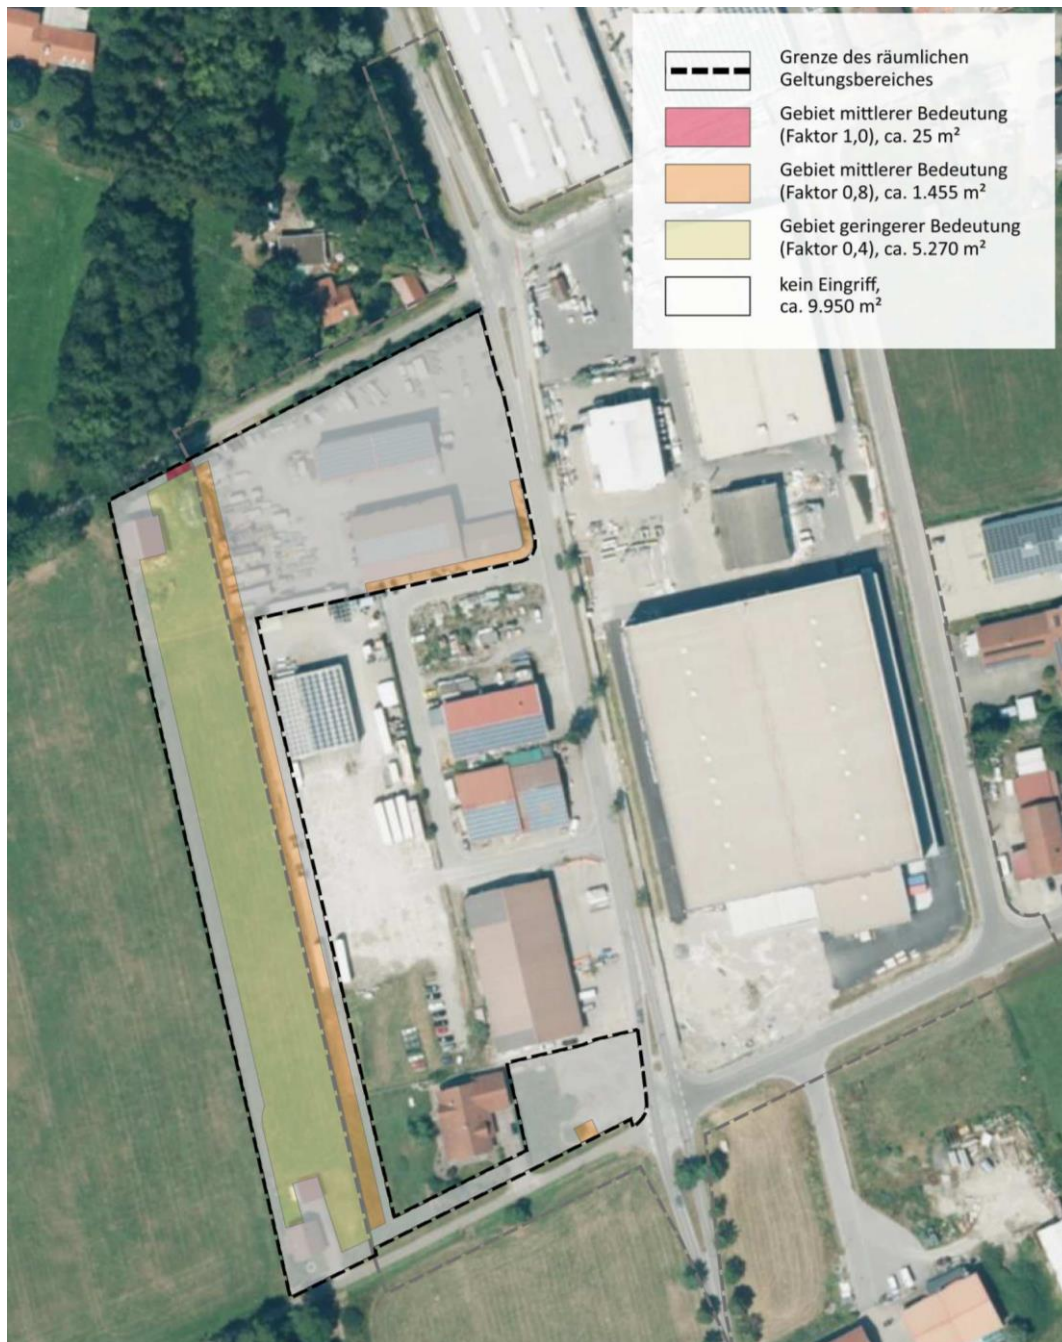 Grenze des räumlichen
Geltungsbereiches
Gebiet mittlerer Bedeutung
(Faktor 1,0), ca. 25 m²
Gebiet mittlerer Bedeutung
(Faktor 0,8), ca. 1.455 m²
Gebiet geringerer Bedeutung
(Faktor 0,4), ca. 5.270 m²
kein Eingriff,
ca. 9.950 m²